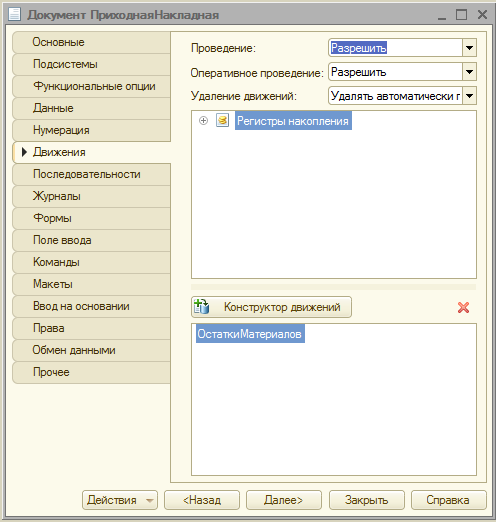 Документ ПриходнаяНакладная
Основные
Подсистемы
Функциональные опции
Данные
Нумерация
Движения
Последовательности
Журналы
Формы
Поле ввода
Команды
Макеты
Ввод на основании
Права
Обмен данными
Прочее
Проведение: Разрешить
Оперативное проведение: Разрешить
Удаление движений: Удалять автоматически г
Регистры накопления
Конструктор движений
ОстаткиМатериалов
Действия <Назад Далее> Закрыть Справка